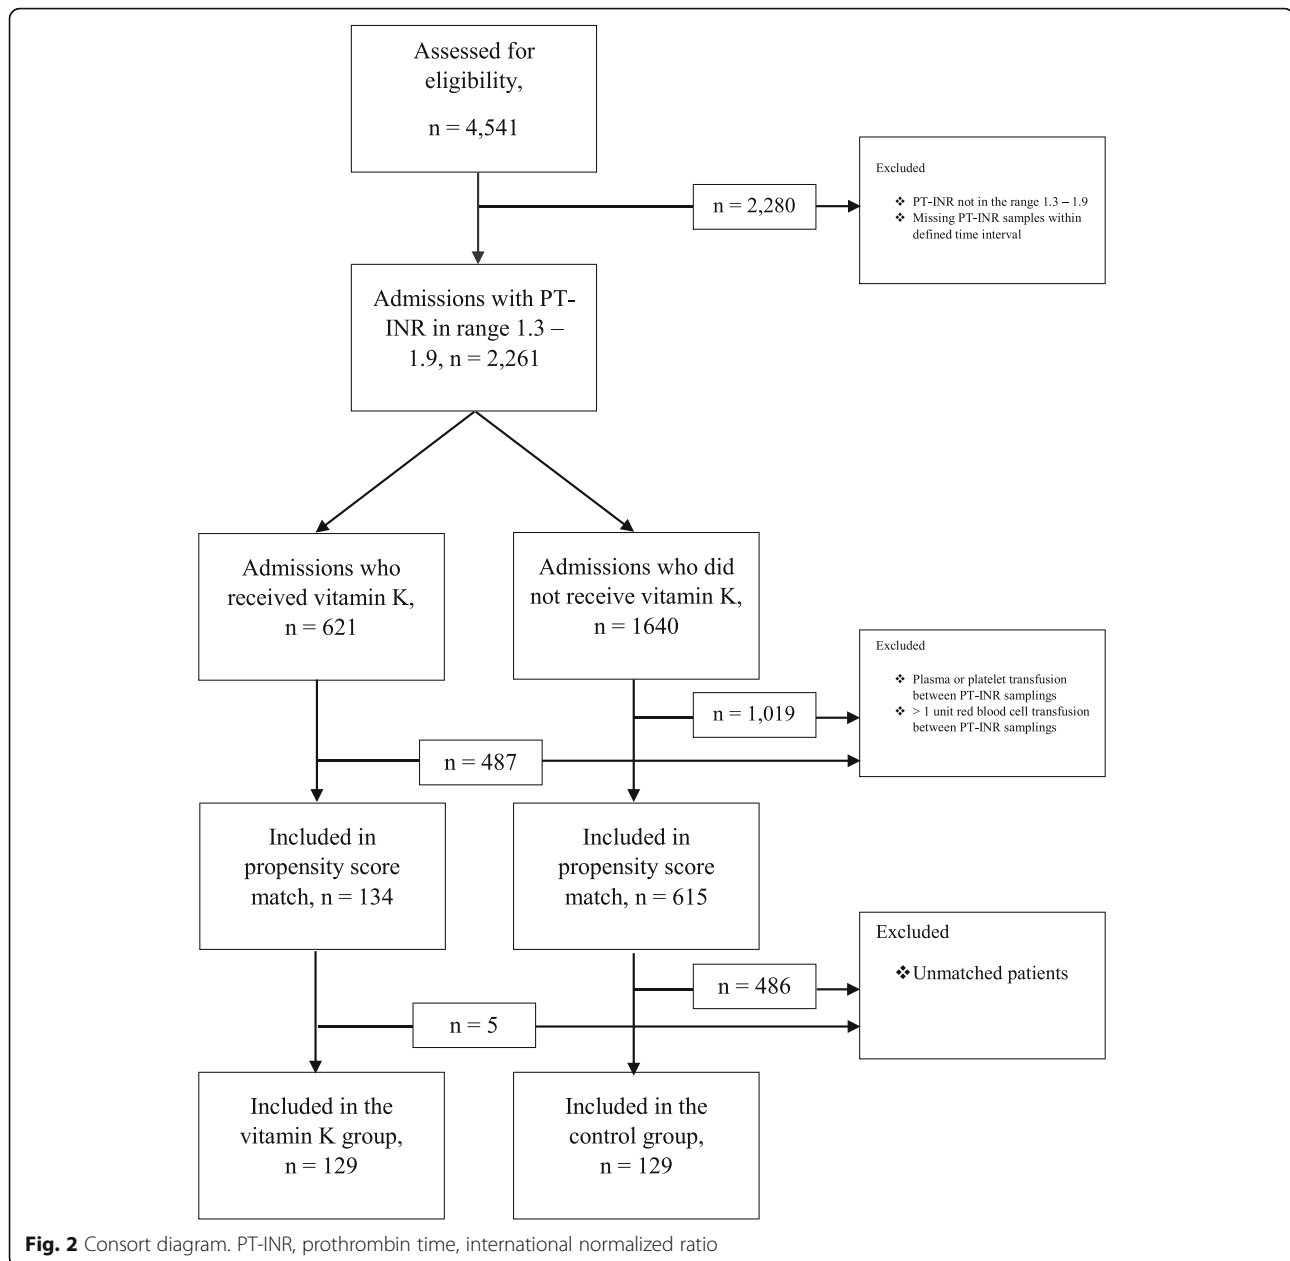 Assessed for
eligibility,
n = 4,541
n = 2,280
Excluded
❖ PT-INR not in the range 1.3 – 1.9
❖ Missing PT-INR samples within
defined time interval
Admissions with PT-
INR in range 1.3 –
1.9, n = 2,261
Admissions who
received vitamin K,
n = 621
Admissions who did
not receive vitamin K,
n = 1640
Excluded
❖ Plasma or platelet transfusion
between PT-INR samplings
❖ > 1 unit red blood cell transfusion
between PT-INR samplings
n = 1,019
n = 487
Included in
propensity score
match, n = 134
Included in
propensity score
match, n = 615
Excluded
❖Unmatched patients
n = 486
n = 5
Included in the
vitamin K group,
n = 129
Included in the
control group,
n = 129
Fig. 2 Consort diagram. PT-INR, prothrombin time, international normalized ratio